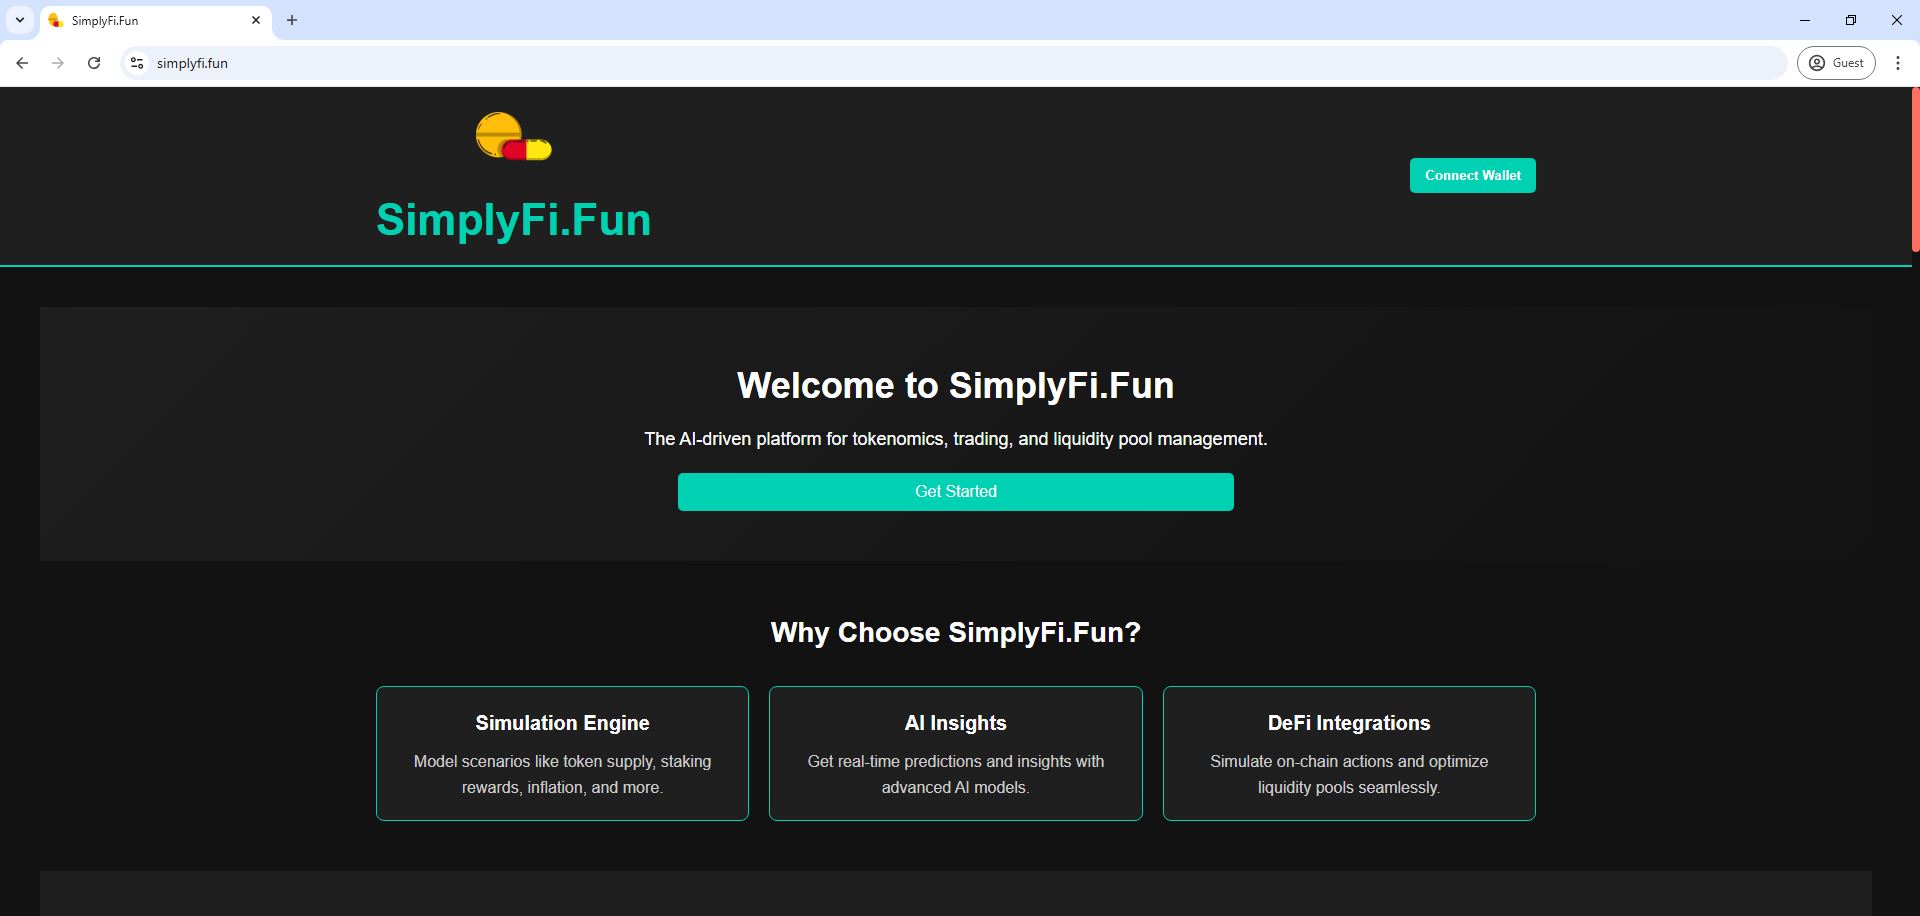 SimplyFi.Fun
simplyfi.fun
Guest
SimplyFi.Fun
Connect Wallet
Welcome to SimplyFi.Fun
The AI-driven platform for tokenomics, trading, and liquidity pool management.
Get Started
Why Choose SimplyFi.Fun?
Simulation Engine
Model scenarios like token supply, staking
rewards, inflation, and more.
AI Insights
Get real-time predictions and insights with
advanced AI models.
DeFi Integrations
Simulate on-chain actions and optimize
liquidity pools seamlessly.